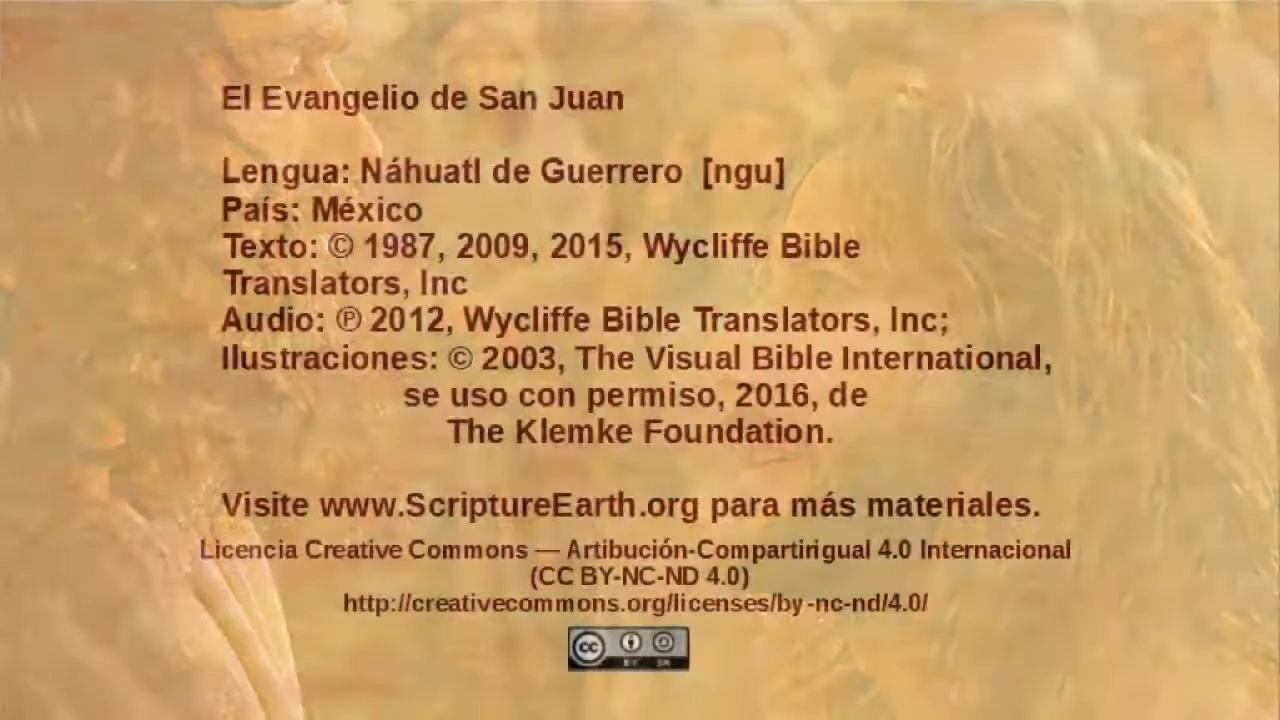 El Evangelio de San Juan
Lengua: Náhuatl de Guerrero [ngu]
País: México
Texto: © 1987, 2009, 2015, Wycliffe Bible
Translators, Inc
Audio: ℗ 2012, Wycliffe Bible Translators, Inc;
Ilustraciones: © 2003, The Visual Bible International,
se uso con permiso, 2016, de
The Klemke Foundation.
Visite www.ScriptureEarth.org para más materiales.
Licencia Creative Commons — Artibución-Compartirigual 4.0 Internacional
(CC BY-NC-ND 4.0)
http://creativecommons.org/licenses/by-nc-nd/4.0/
cc
BY SA